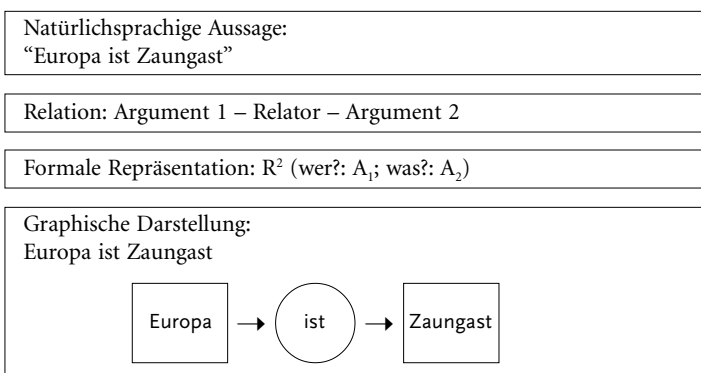 Natürlichsprachige Aussage:
“Europa ist Zaungast”
Relation: Argument 1 – Relator – Argument 2
Formale Repräsentation: R² (wer?: A₁; was?: A₂)
Graphische Darstellung:
Europa ist Zaungast
Europa ist Zaungast